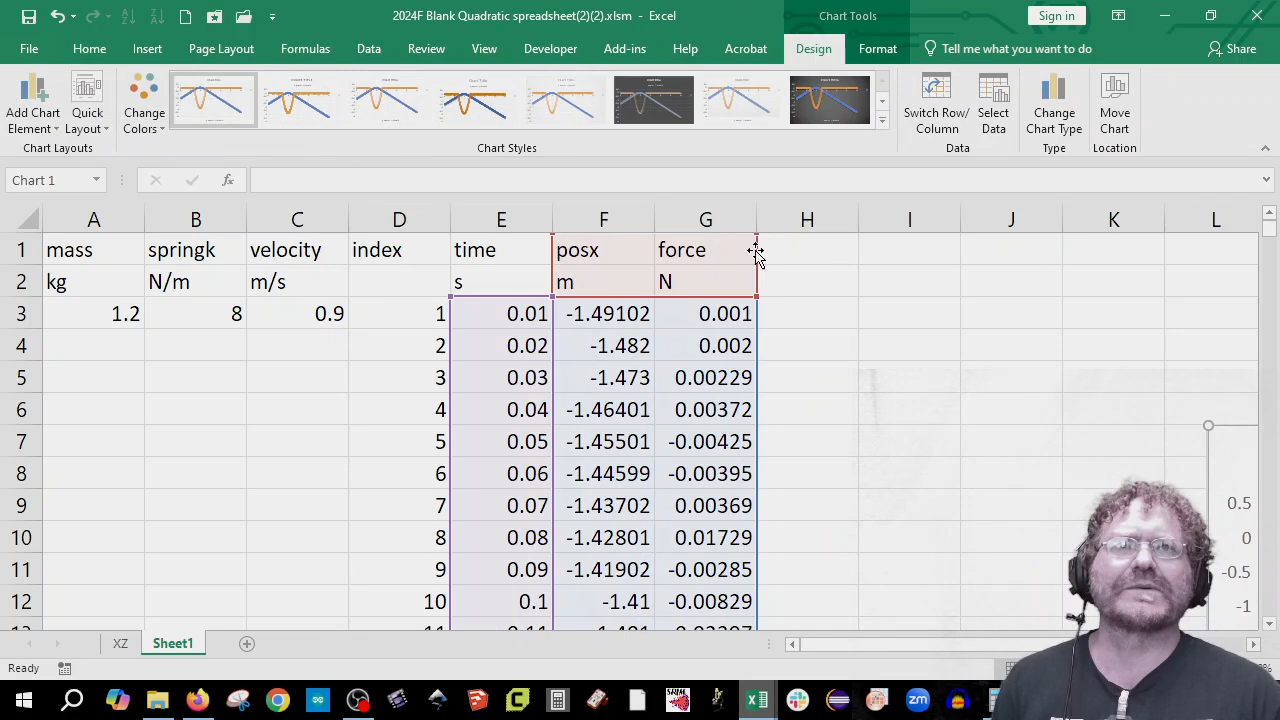 2024F Blank Quadratic spreadsheet(2)(2).xlsm - Excel
Chart Tools
Sign in
File
Home
Insert
Page Layout
Formulas
Data
Review
View
Developer
Add-ins
Help
Acrobat
Design
Format
Tell me what you want to do
Share
Add Chart Element
Quick Layout
Change Colors
Switch Row/ Column
Select Data
Change Chart Type
Move Chart
Chart Layouts
Chart Styles
Data
Type
Location
Chart 1
fx
A B C D E F G H I J K L
1 mass springk velocity index time posx force
2 kg N/m m/s s m N
3 1.2 8 0.9 1 0.01 -1.49102 0.001
4 2 0.02 -1.482 0.002
5 3 0.03 -1.473 0.00229
6 4 0.04 -1.46401 0.00372
7 5 0.05 -1.45501 -0.00425
8 6 0.06 -1.44599 -0.00395
9 7 0.07 -1.43702 0.00369
10 8 0.08 -1.42801 0.01729
11 9 0.09 -1.41902 -0.00285
12 10 0.1 -1.41 -0.00829
0.5
0
-0.5
-1
XZ
Sheet1
Ready